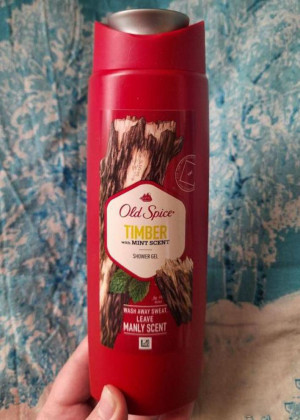 Old Spice
TIMBER
with MINT SCENT
SHOWER GEL
WASH AWAY SWEAT,
LEAVE
MANLY SCENT